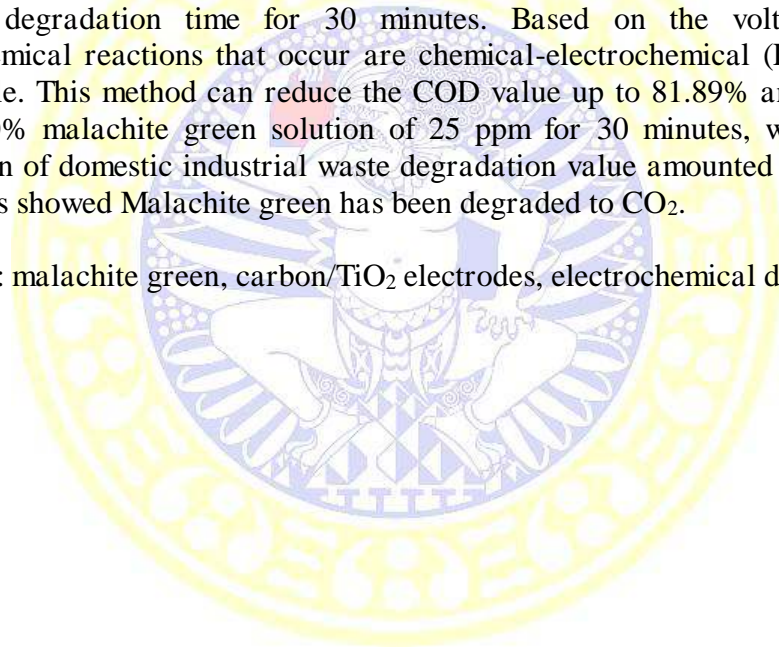 degradation time for 30 minutes. Based on the volt
mical reactions that occur are chemical-electrochemical (
e. This method can reduce the COD value up to 81.89% a
% malachite green solution of 25 ppm for 30 minutes, w
n of domestic industrial waste degradation value amounted
s showed Malachite green has been degraded to CO₂.
: malachite green, carbon/TiO₂ electrodes, electrochemical d